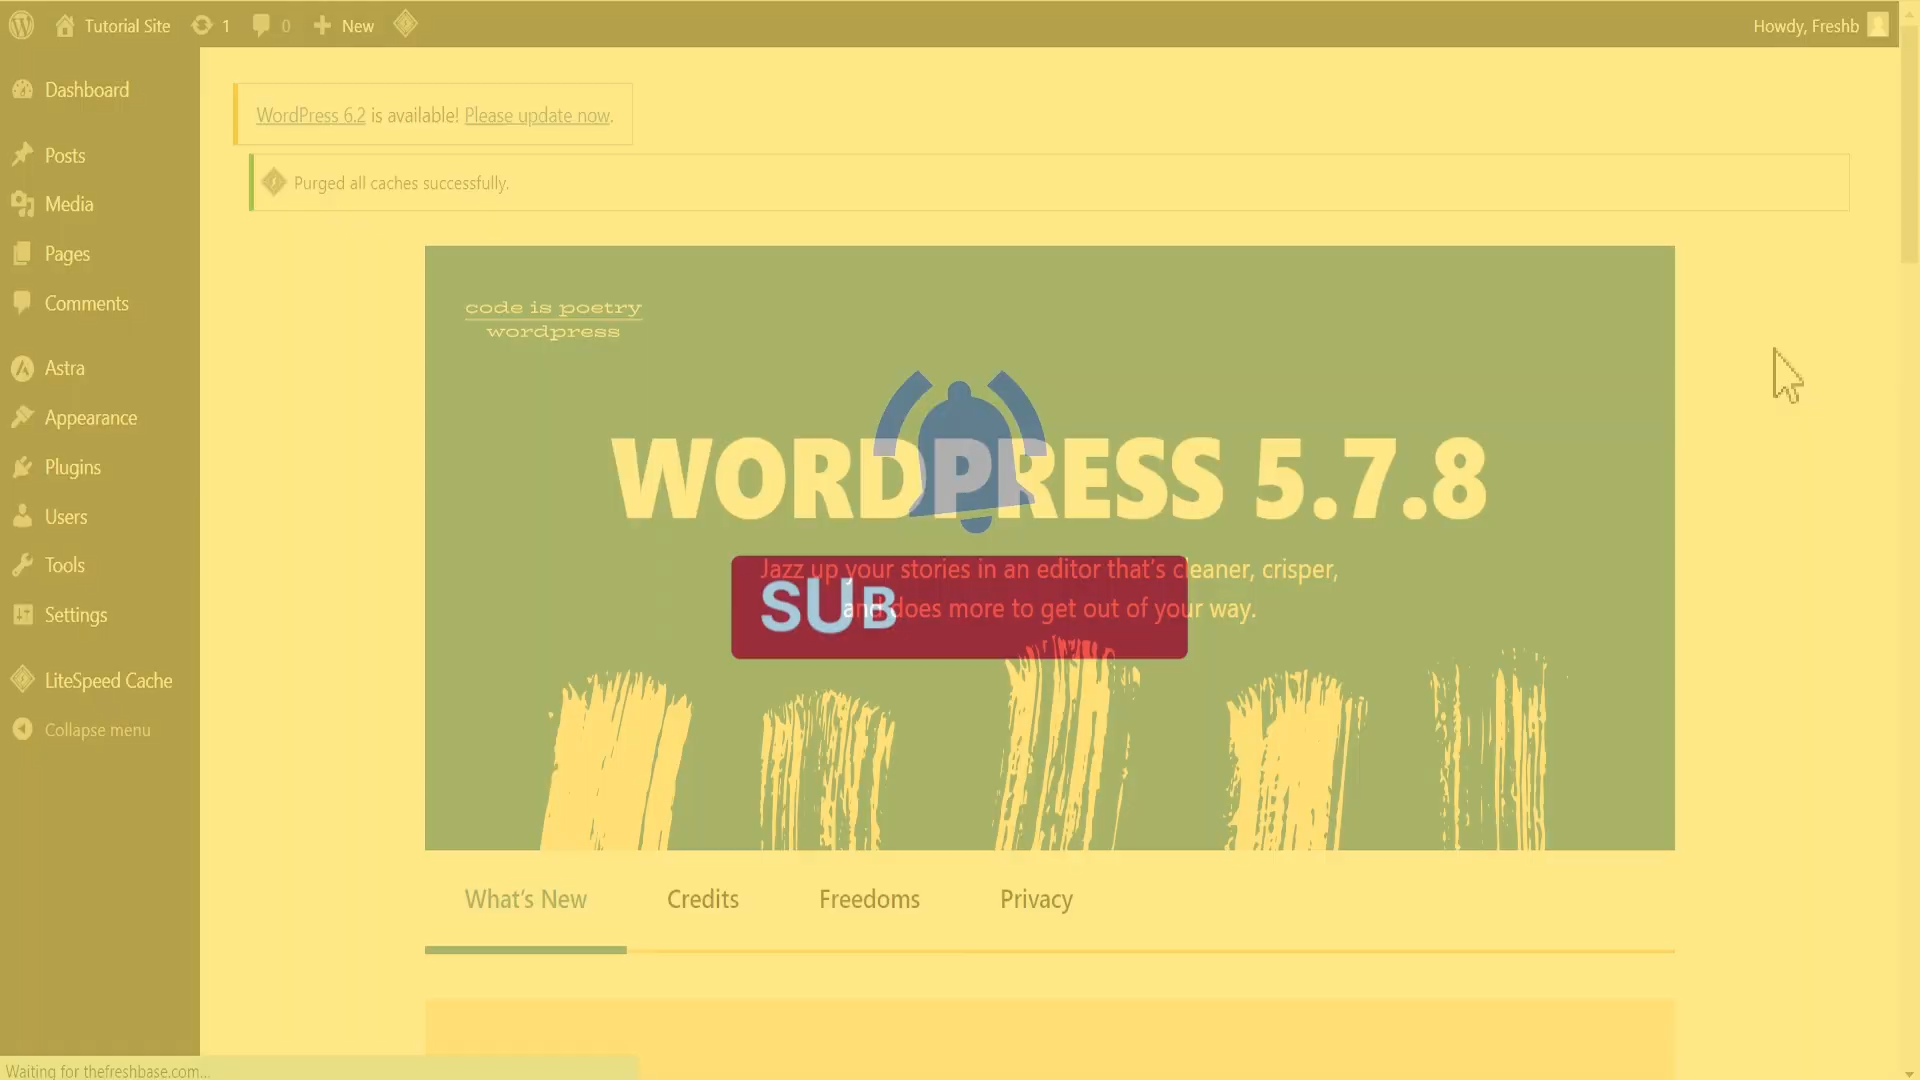 Tutorial Site
1
0
New
Howdy, Freshb
Dashboard
Posts
Media
Pages
Comments
Astra
Appearance
Plugins
Users
Tools
Settings
LiteSpeed Cache
Collapse menu
WordPress 6.2 is available! Please update now.
Purged all caches successfully.
code is poetry
wordpress
WORDPRESS 5.7.8
Jazz up your stories in an editor that's cleaner, crisper,
and does more to get out of your way.
SUB
What's New
Credits
Freedoms
Privacy
Waiting for thefreshbase.com...